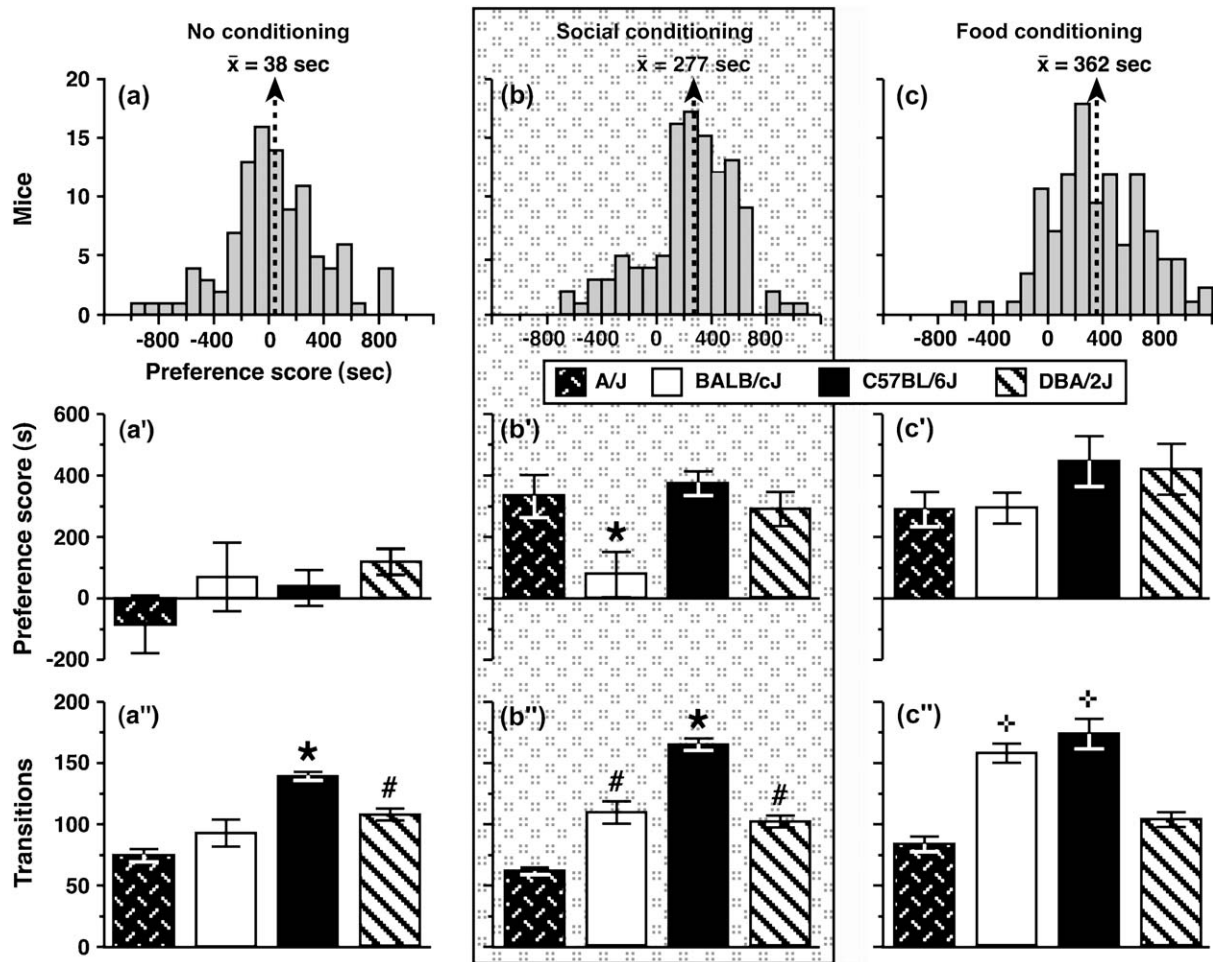 No conditioning
x̄ = 38 sec
Social conditioning
x̄ = 277 sec
Food conditioning
x̄ = 362 sec
(a)
(b)
(c)
Mice
20
15
10
5
0
-800 -400 0 400 800
-800 -400 0 400 800
-800 -400 0 400 800
Preference score (sec)
A/J BALB/cJ C57BL/6J DBA/2J
Preference score (s)
600
400
200
0
-200
(a')
(b')
*
(c')
Transitions
200
150
100
50
0
(a'')
*
#
(b'')
#
*
#
(c'')
✢
✢